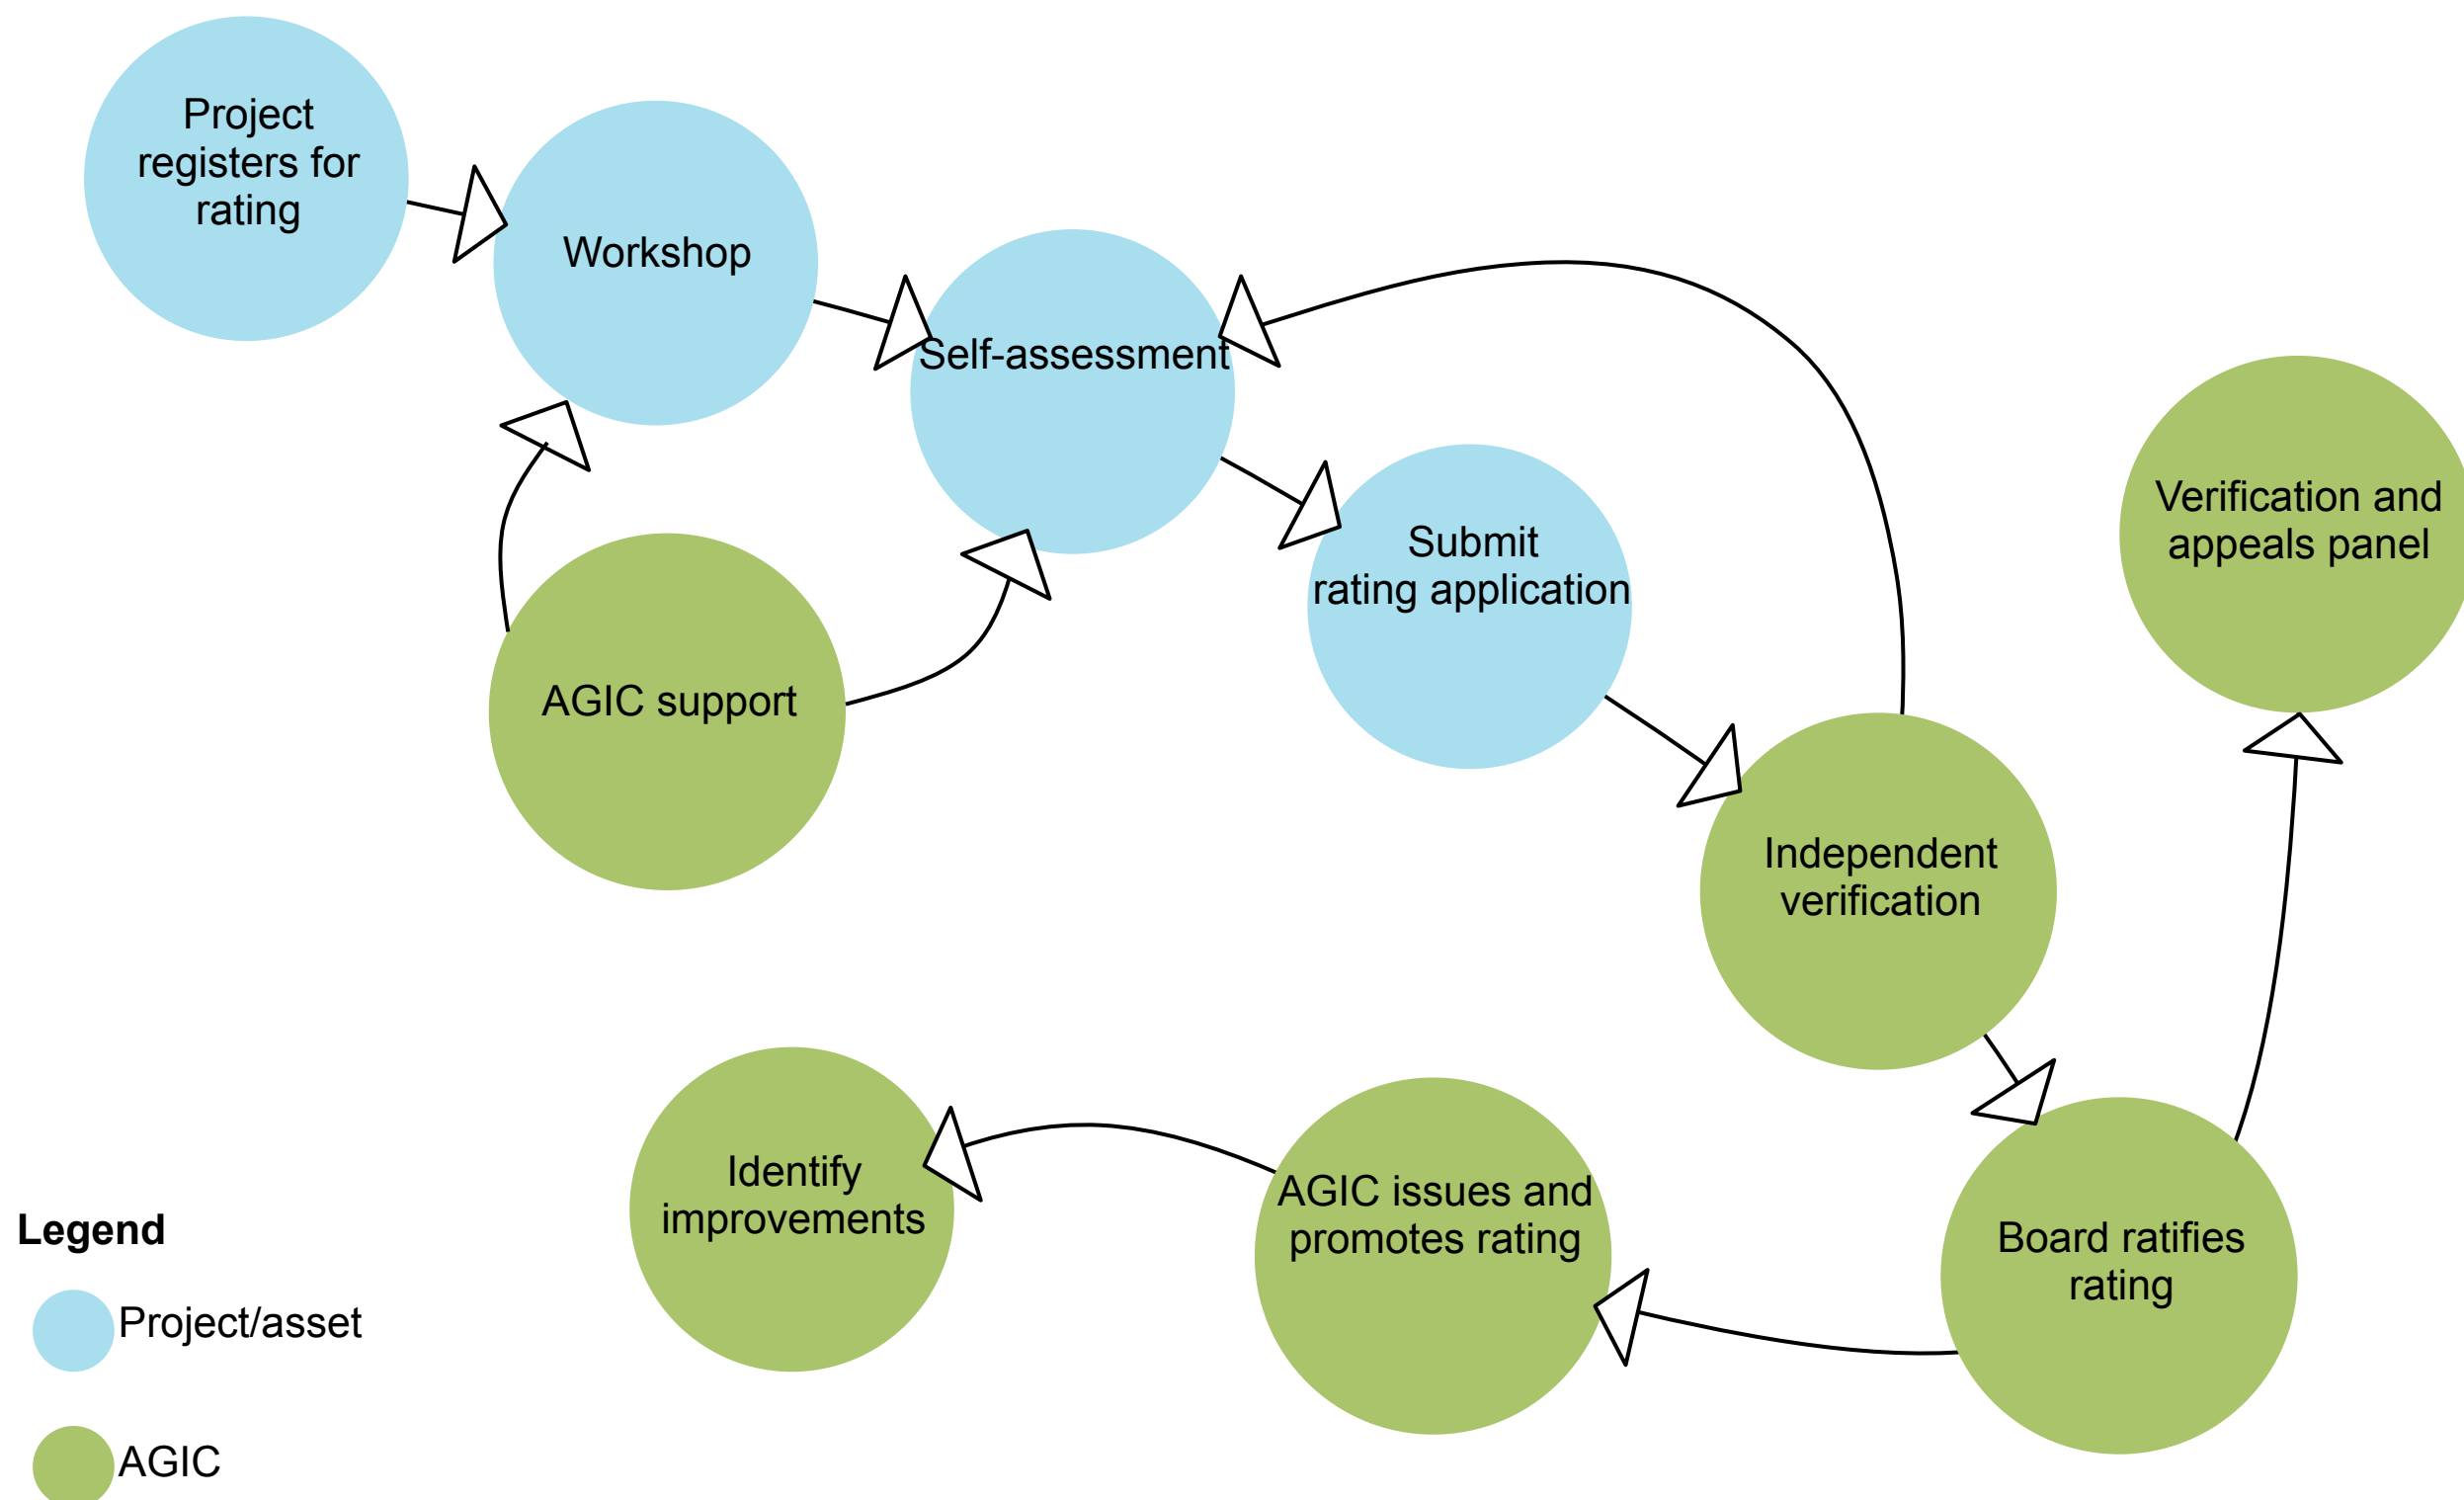 Project
registers for
rating
Workshop
Self-assessment
Submit
rating application
Verification and
appeals panel
AGIC support
Independent
verification
Identify
improvements
AGIC issues and
promotes rating
Board ratifies
rating
Legend
Project/asset
AGIC